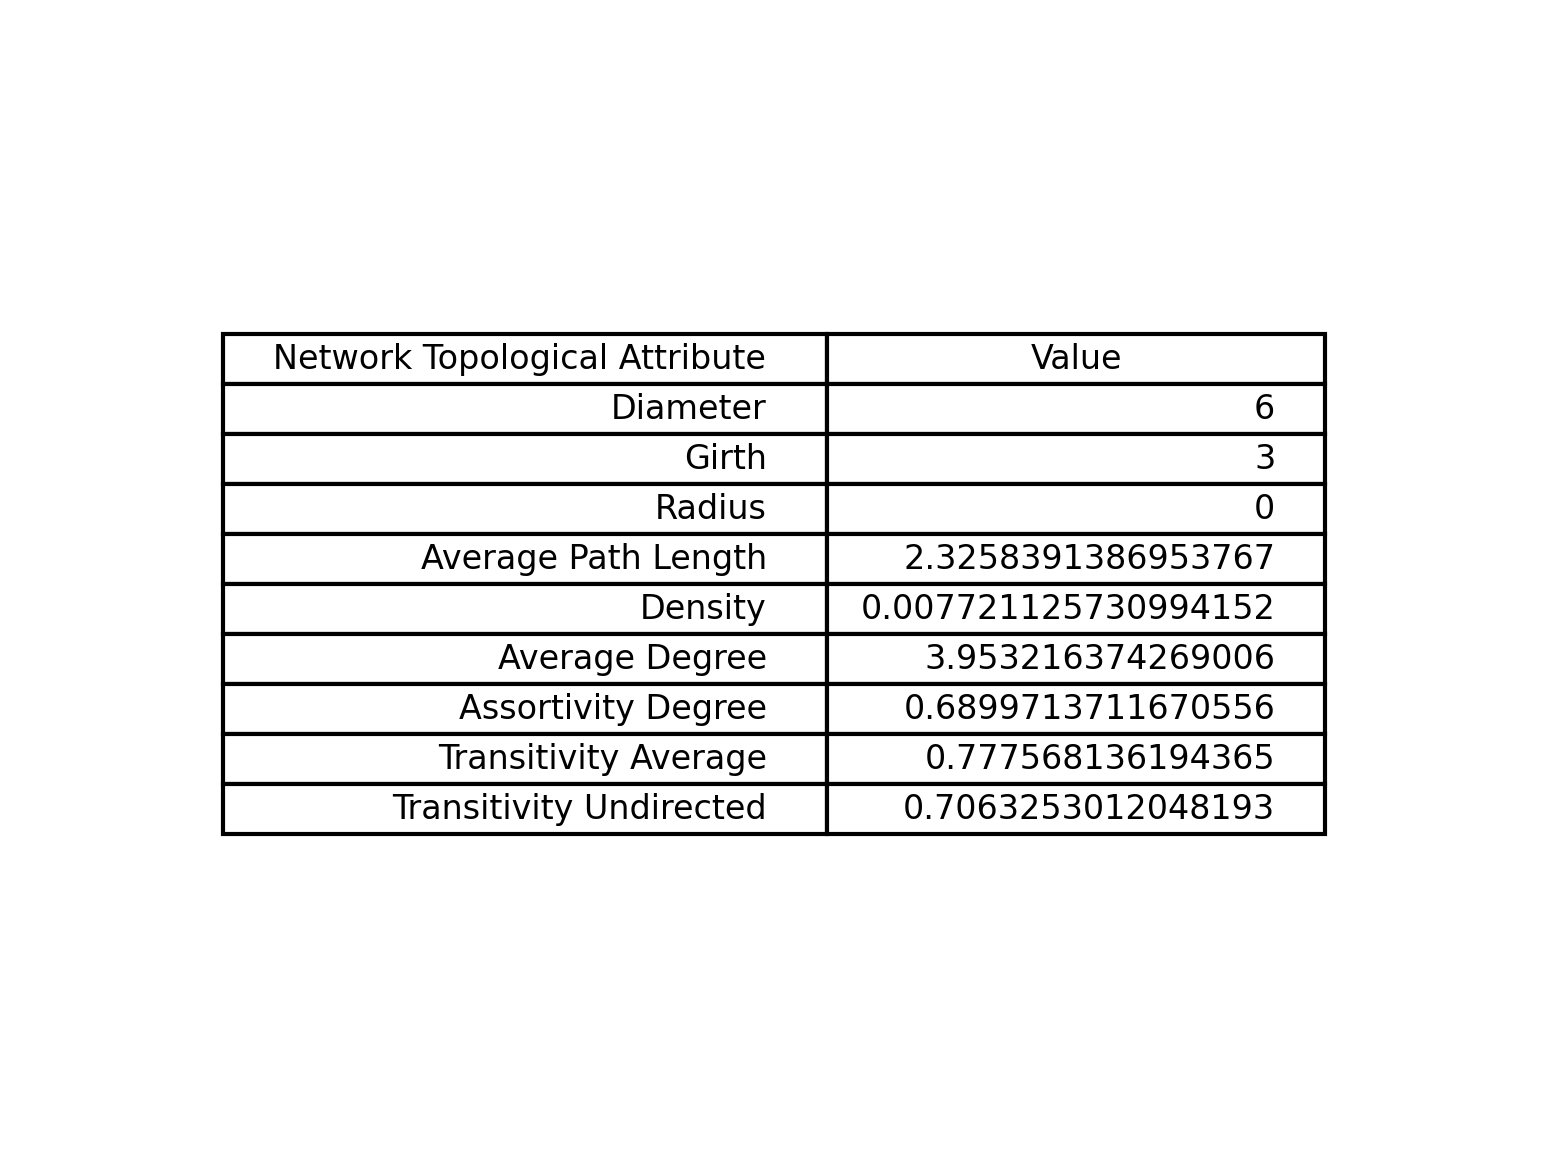 Network Topological Attribute Value
Diameter 6
Girth 3
Radius 0
Average Path Length 2.3258391386953767
Density 0.007721125730994152
Average Degree 3.953216374269006
Assortivity Degree 0.6899713711670556
Transitivity Average 0.777568136194365
Transitivity Undirected 0.7063253012048193